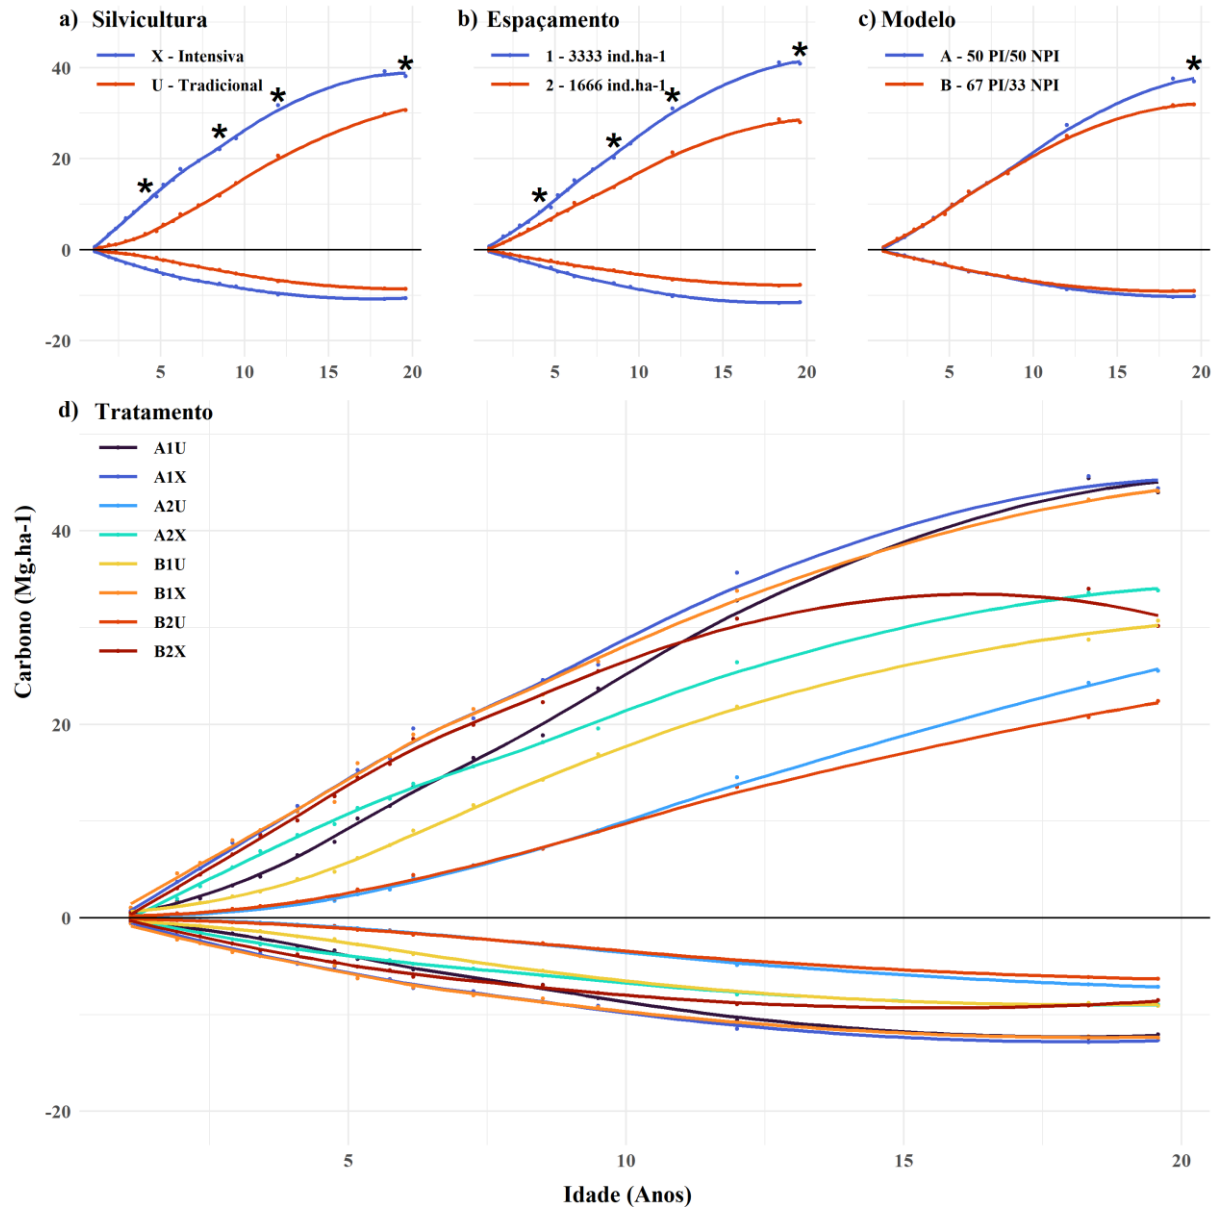 a) Silvicultura
X - Intensiva
U - Tradicional
40
20
0
-20
5
10
15
20
b) Espaçamento
1 - 3333 ind.ha-1
2 - 1666 ind.ha-1
5
10
15
20
c) Modelo
A - 50 PI/50 NPI
B - 67 PI/33 NPI
5
10
15
20
d) Tratamento
A1U
A1X
A2U
A2X
B1U
B1X
B2U
B2X
Carbono (Mg.ha-1)
40
20
0
-20
5
10
15
20
Idade (Anos)